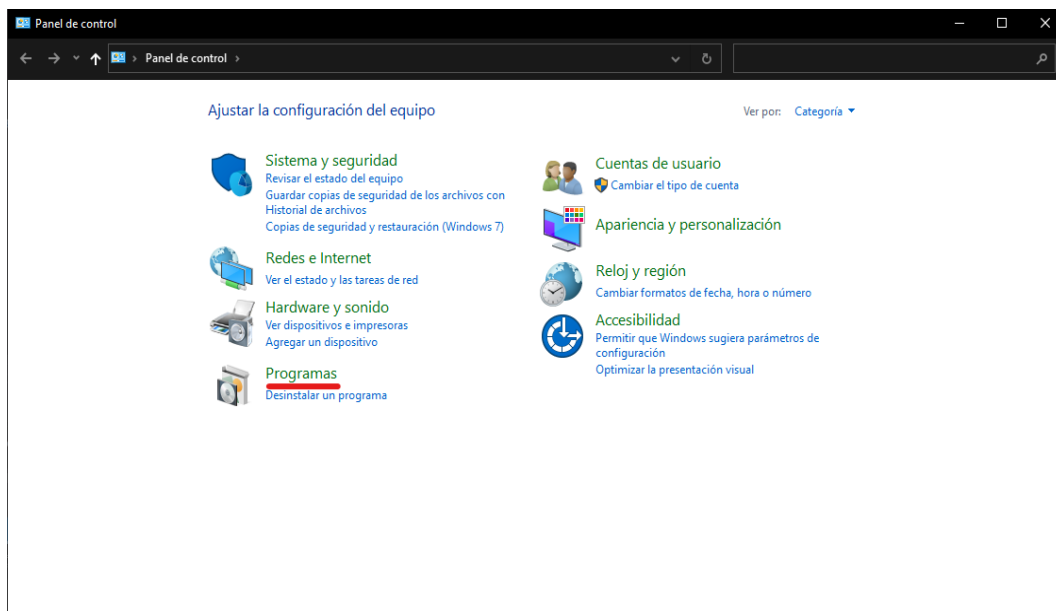 Panel de control
Panel de control
Ajustar la configuración del equipo
Ver por: Categoría
Sistema y seguridad
Revisar el estado del equipo
Guardar copias de seguridad de los archivos con
Historial de archivos
Copias de seguridad y restauración (Windows 7)
Redes e Internet
Ver el estado y las tareas de red
Hardware y sonido
Ver dispositivos e impresoras
Agregar un dispositivo
Programas
Desinstalar un programa
Cuentas de usuario
Cambiar el tipo de cuenta
Apariencia y personalización
Reloj y región
Cambiar formatos de fecha, hora o número
Accesibilidad
Permitir que Windows sugiera parámetros de
configuración
Optimizar la presentación visual